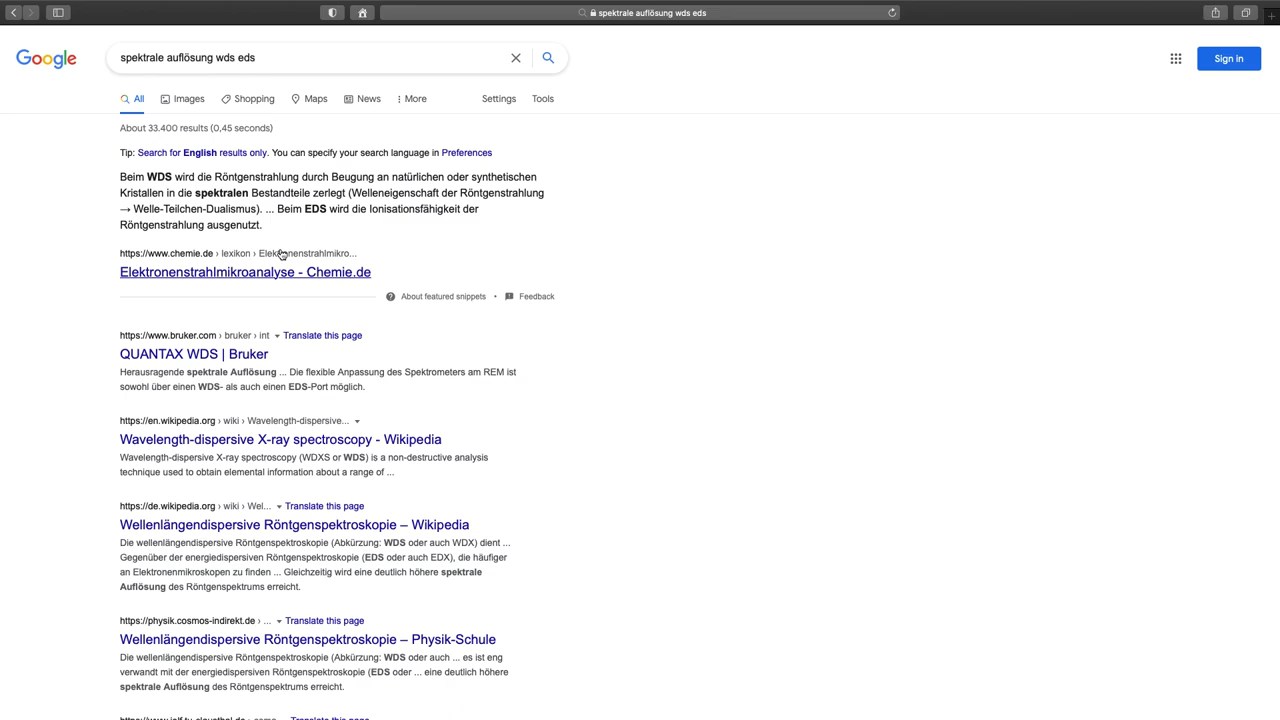 spektrale auflösung wds eds
Google
spektrale auflösung wds eds
Sign in
All Images Shopping Maps News More Settings Tools
About 33.400 results (0,45 seconds)
Tip: Search for English results only. You can specify your search language in Preferences
Beim WDS wird die Röntgenstrahlung durch Beugung an natürlichen oder synthetischen
Kristallen in die spektralen Bestandteile zerlegt (Welleneigenschaft der Röntgenstrahlung
→ Welle-Teilchen-Dualismus). ... Beim EDS wird die Ionisationsfähigkeit der
Röntgenstrahlung ausgenutzt.
https://www.chemie.de › lexikon › Elektronenstrahlmikro...
Elektronenstrahlmikroanalyse - Chemie.de
About featured snippets • Feedback
https://www.bruker.com › bruker › int Translate this page
QUANTAX WDS | Bruker
Herausragende spektrale Auflösung ... Die flexible Anpassung des Spektrometers am REM ist
sowohl über einen WDS- als auch einen EDS-Port möglich.
https://en.wikipedia.org › wiki › Wavelength-dispersive...
Wavelength-dispersive X-ray spectroscopy - Wikipedia
Wavelength-dispersive X-ray spectroscopy (WDXS or WDS) is a non-destructive analysis
technique used to obtain elemental information about a range of ...
https://de.wikipedia.org › wiki › Wel... Translate this page
Wellenlängendispersive Röntgenspektroskopie – Wikipedia
Die wellenlängendispersive Röntgenspektroskopie (Abkürzung: WDS oder auch WDX) dient ...
Gegenüber der energiedispersiven Röntgenspektroskopie (EDS oder auch EDX), die häufiger
an Elektronenmikroskopen zu finden ... Gleichzeitig wird eine deutlich höhere spektrale
Auflösung des Röntgenspektrums erreicht.
https://physik.cosmos-indirekt.de › ... Translate this page
Wellenlängendispersive Röntgenspektroskopie – Physik-Schule
Die wellenlängendispersive Röntgenspektroskopie (Abkürzung: WDS oder auch ... es ist eng
verwandt mit der energiedispersiven Röntgenspektroskopie (EDS oder ... eine deutlich höhere
spektrale Auflösung des Röntgenspektrums erreicht.
Translate this page